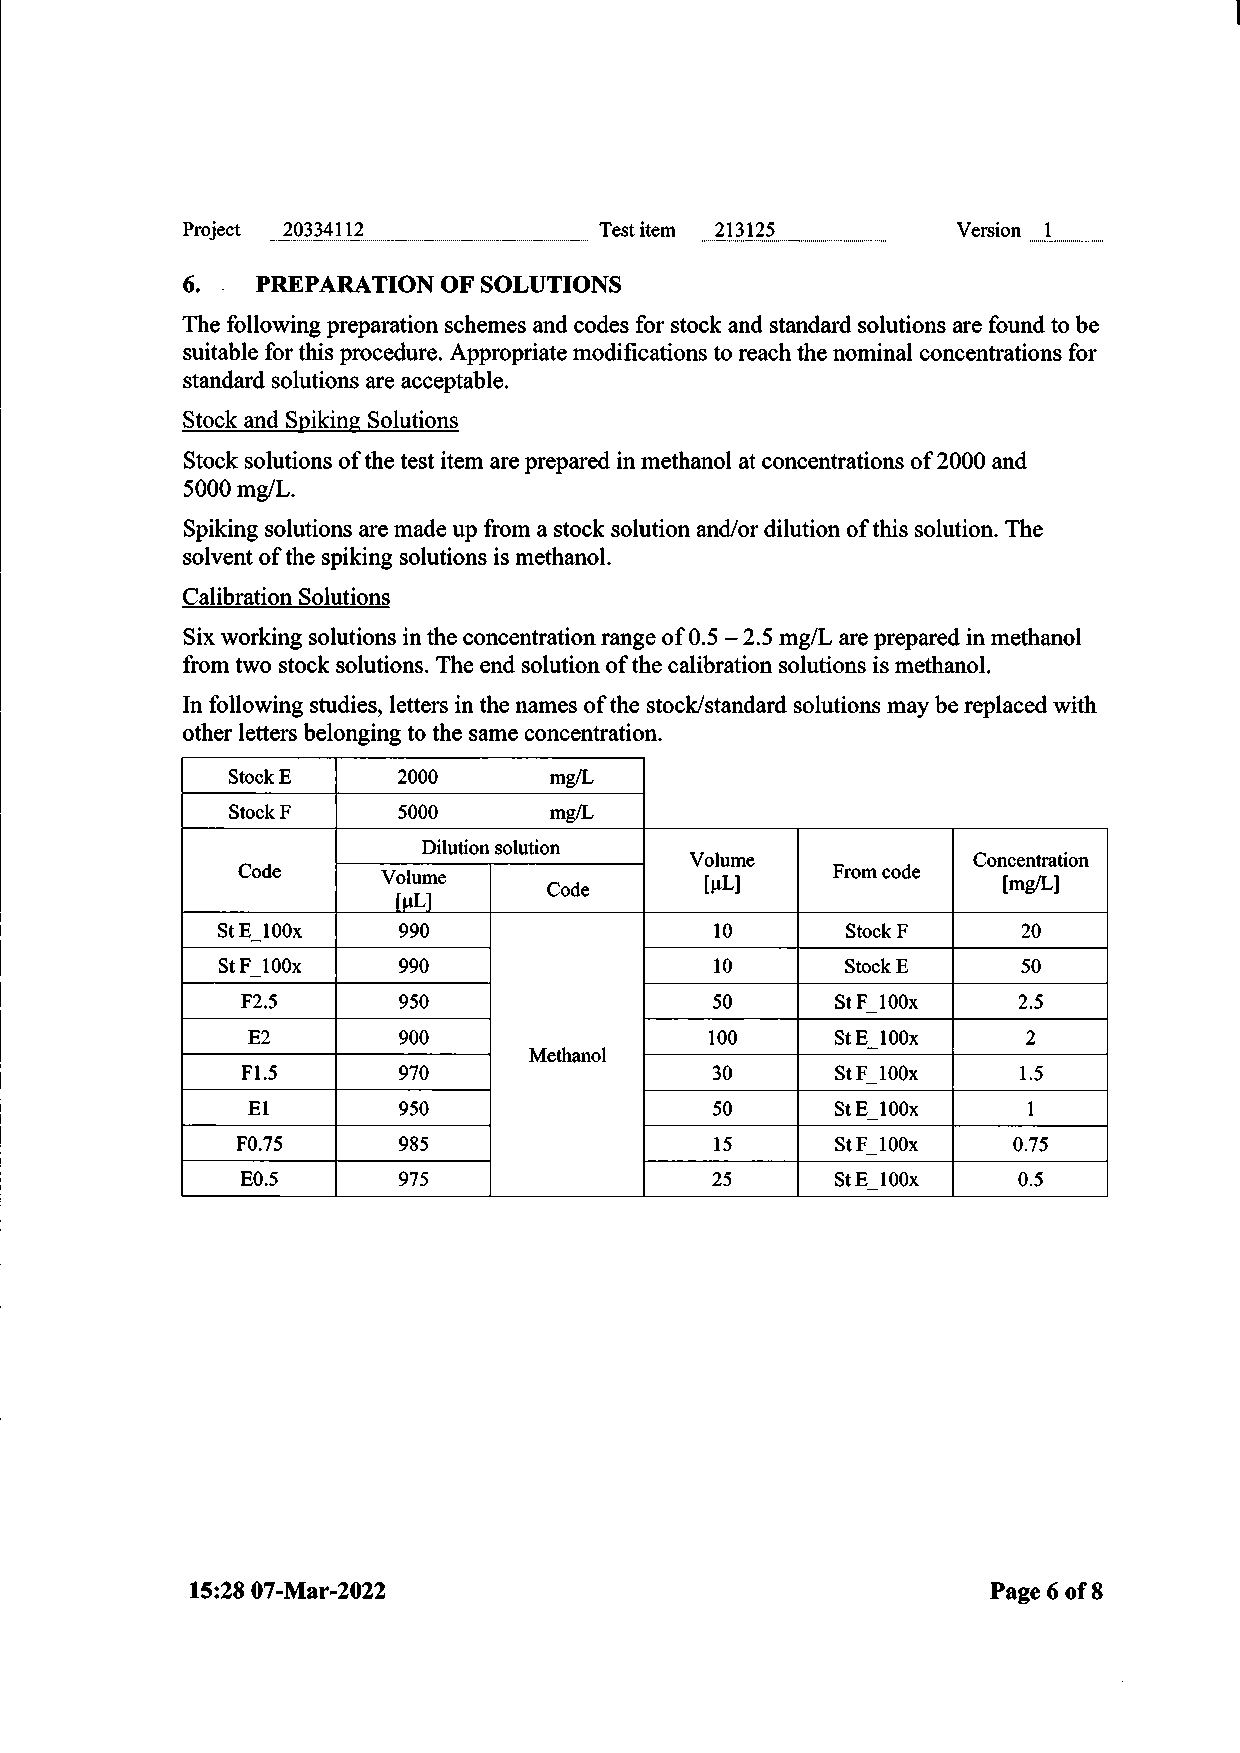 Project 20334112 Test item 213125 Version 1
6. PREPARATION OF SOLUTIONS
The following preparation schemes and codes for stock and standard solutions are found to be
suitable for this procedure. Appropriate modifications to reach the nominal concentrations for
standard solutions are acceptable.
Stock and Spiking Solutions
Stock solutions of the test item are prepared in methanol at concentrations of 2000 and
5000 mg/L.
Spiking solutions are made up from a stock solution and/or dilution of this solution. The
solvent of the spiking solutions is methanol.
Calibration Solutions
Six working solutions in the concentration range of 0.5 – 2.5 mg/L are prepared in methanol
from two stock solutions. The end solution of the calibration solutions is methanol.
In following studies, letters in the names of the stock/standard solutions may be replaced with
other letters belonging to the same concentration.
Stock E 2000 mg/L
Stock F 5000 mg/L
Code Dilution solution Volume [µL] From code Concentration [mg/L]
Volume [µL] Code
St E_100x 990 10 Stock F 20
St F_100x 990 10 Stock E 50
F2.5 950 50 St F_100x 2.5
E2 900 100 St E_100x 2
Methanol
F1.5 970 30 St F_100x 1.5
E1 950 50 St E_100x 1
F0.75 985 15 St F_100x 0.75
E0.5 975 25 St E_100x 0.5
15:28 07-Mar-2022 Page 6 of 8